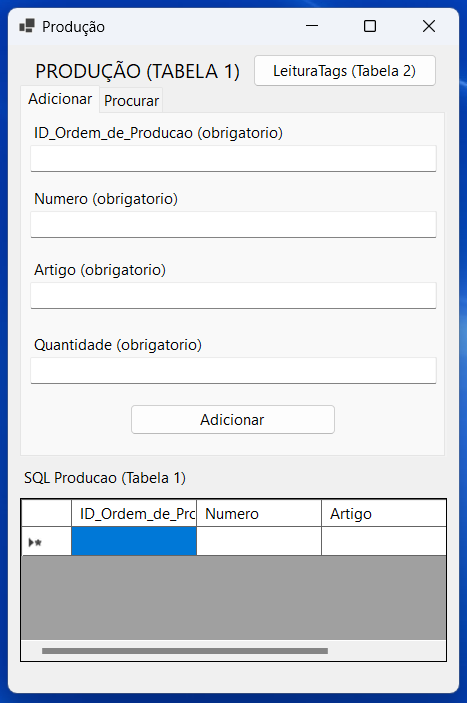 Produção
PRODUÇÃO (TABELA 1) LeituraTags (Tabela 2)
Adicionar Procurar
ID_Ordem_de_Producao (obrigatorio)
Numero (obrigatorio)
Artigo (obrigatorio)
Quantidade (obrigatorio)
Adicionar
SQL Producao (Tabela 1)
ID_Ordem_de_Prc Numero Artigo